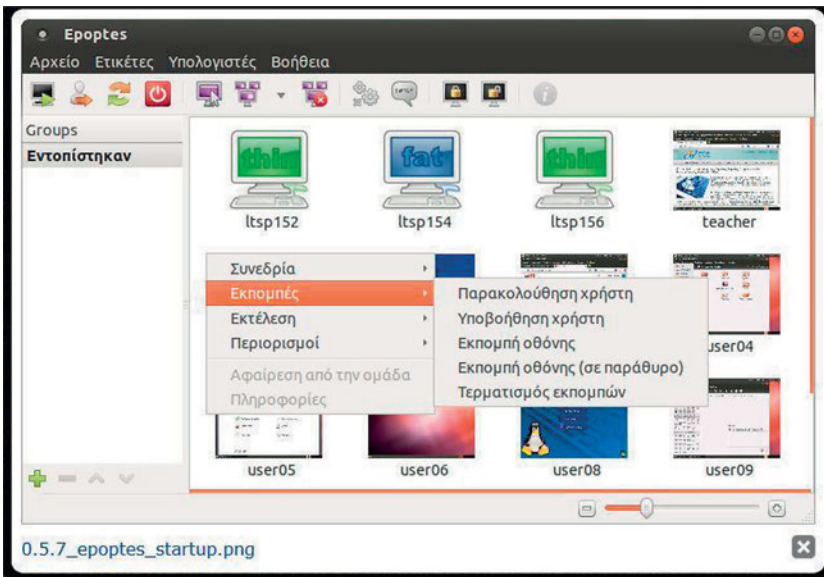 Epoptes
Αρχείο Ετικέτες Υπολογιστές Βοήθεια
Groups
Εντοπίστηκαν
thin fat thin
ltsp152 ltsp154 ltsp156 teacher
Συνεδρία
Εκπομπές
Εκτέλεση
Περιορισμοί
Αφαίρεση από την ομάδα
Πληροφορίες
Παρακολούθηση χρήστη
Υποβοήθηση χρήστη
Εκπομπή οθόνης
Εκπομπή οθόνης (σε παράθυρο)
Τερματισμός εκπομπών
user04
user05 user06 user08 user09
0.5.7_epoptes_startup.png